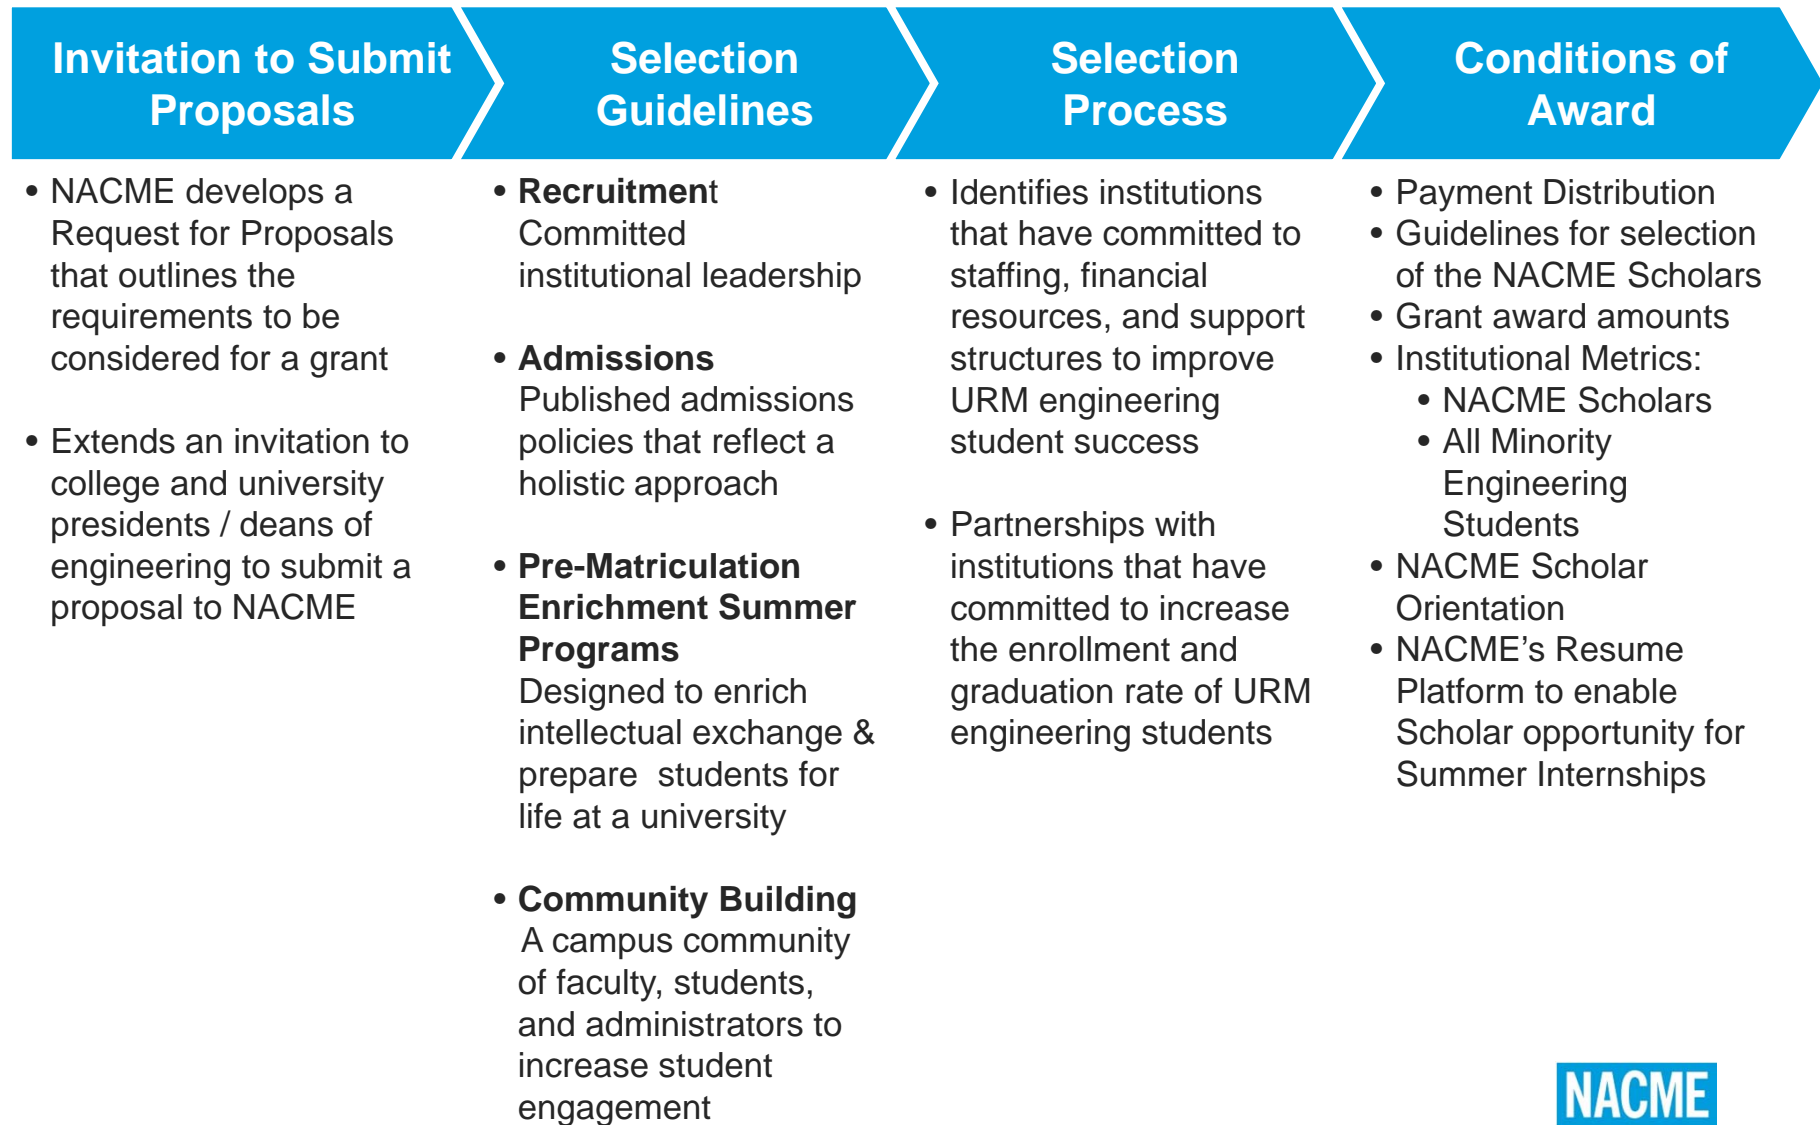 Invitation to Submit
Proposals
Selection
Guidelines
Selection
Process
Conditions of
Award
• NACME develops a
Request for Proposals
that outlines the
requirements to be
considered for a grant
• Extends an invitation to
college and university
presidents / deans of
engineering to submit a
proposal to NACME
• Recruitment
Committed
institutional leadership
• Admissions
Published admissions
policies that reflect a
holistic approach
• Pre-Matriculation
Enrichment Summer
Programs
Designed to enrich
intellectual exchange &
prepare  students for
life at a university
• Community Building
A campus community
of faculty, students,
and administrators to
increase student
engagement
• Identifies institutions
that have committed to
staffing, financial
resources, and support
structures to improve
URM engineering
student success
• Partnerships with
institutions that have
committed to increase
the enrollment and
graduation rate of URM
engineering students
• Payment Distribution
• Guidelines for selection
of the NACME Scholars
• Grant award amounts
• Institutional Metrics:
• NACME Scholars
• All Minority
Engineering
Students
• NACME Scholar
Orientation
• NACME’s Resume
Platform to enable
Scholar opportunity for
Summer Internships
NACME